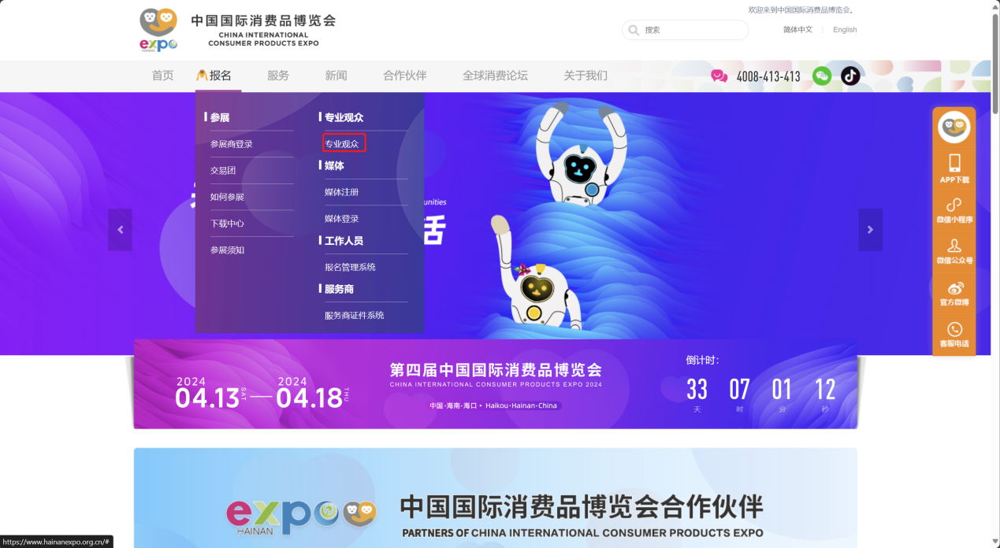 欢迎来到中国国际消费品博览会。
中国国际消费品博览会
CHINA INTERNATIONAL
CONSUMER PRODUCTS EXPO
expo
HAINAN
搜索
简体中文
English
首页
报名
服务
新闻
合作伙伴
全球消费论坛
关于我们
4008-413-413
参展
参展商登录
交易团
如何参展
下载中心
参展须知
专业观众
专业观众
媒体
媒体注册
媒体登录
工作人员
报名管理系统
服务商
服务商证件系统
unities
活
APP下载
微信小程序
微信公众号
官方微博
客服电话
2024
04.13 SAT
2024
04.18 THU
第四届中国国际消费品博览会
CHINA INTERNATIONAL CONSUMER PRODUCTS EXPO 2024
中国·海南·海口· Haikou·Hainan·China
倒计时：
33 07 01 12
天 时 分 秒
expo
HAINAN
中国国际消费品博览会合作伙伴
PARTNERS OF CHINA INTERNATIONAL CONSUMER PRODUCTS EXPO
https://www.hainanexpo.org.cn/#